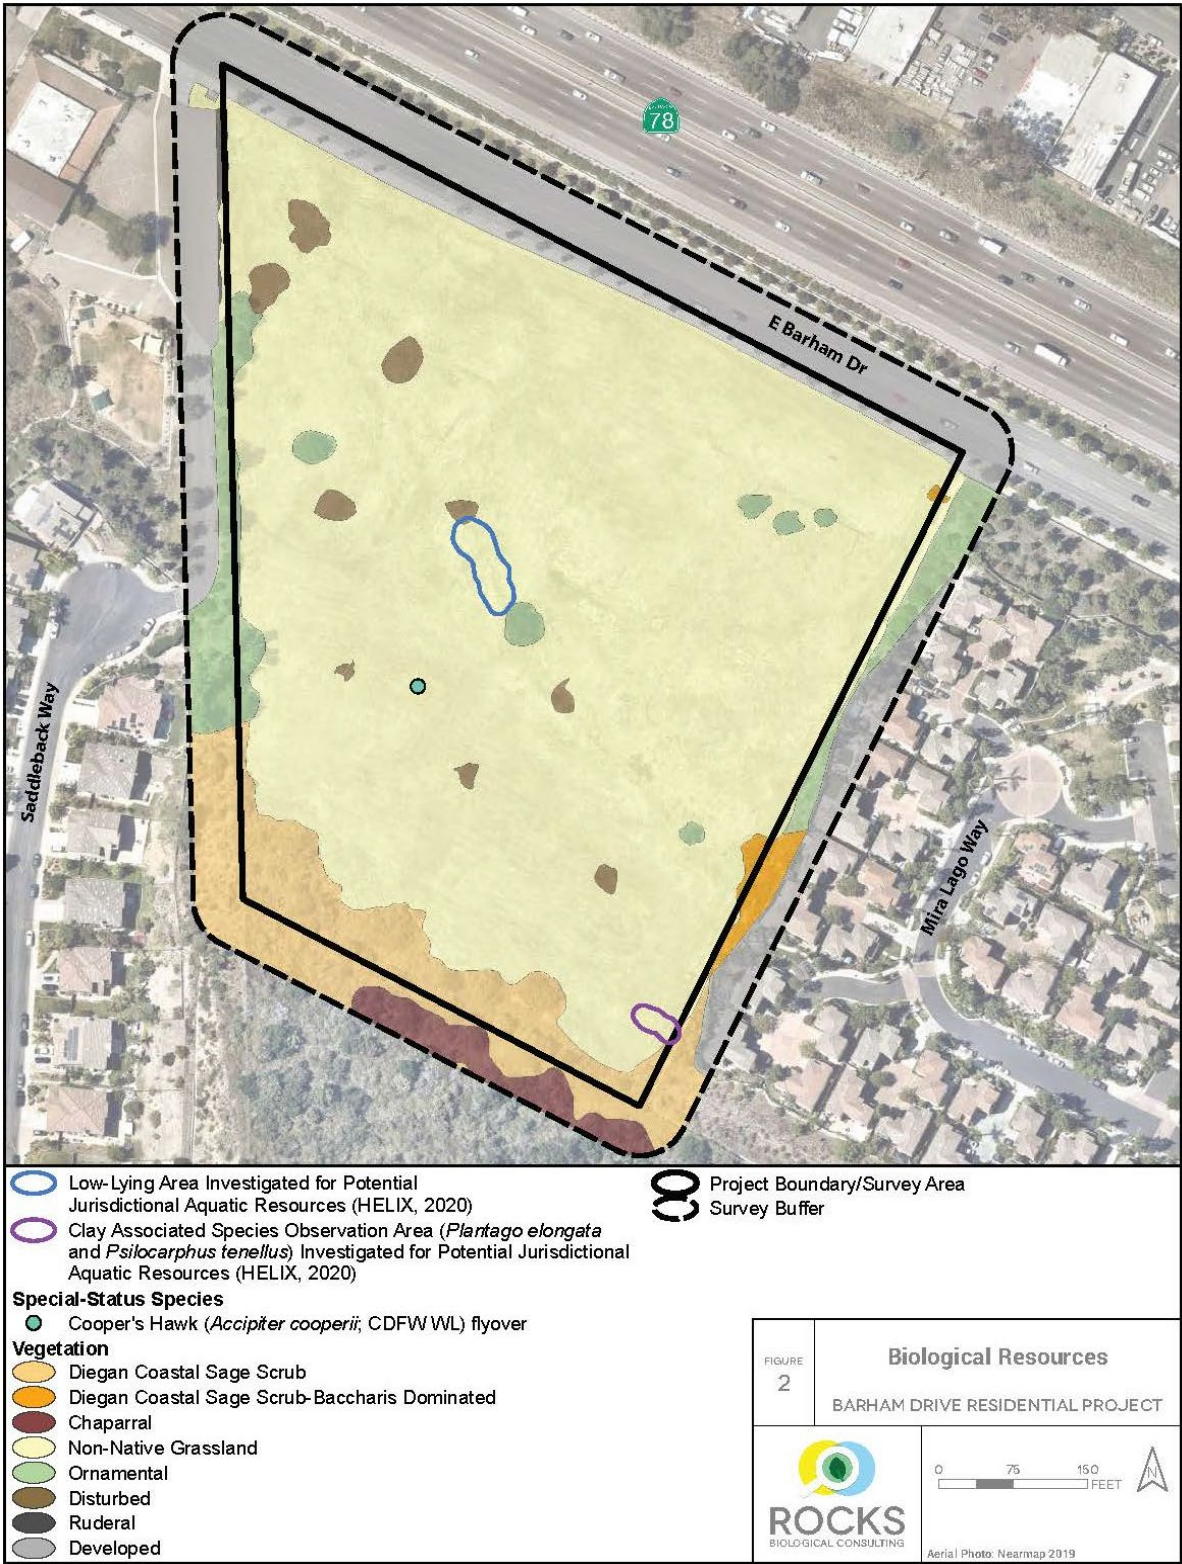 78
E Barham Dr
Saddleback Way
Mira Lago Way
Low-Lying Area Investigated for Potential
Jurisdictional Aquatic Resources (HELIX, 2020)
Clay Associated Species Observation Area (Plantago elongata
and Psilocarphus tenellus) Investigated for Potential Jurisdictional
Aquatic Resources (HELIX, 2020)
Special-Status Species
Cooper's Hawk (Accipiter cooperii; CDFW WL) flyover
Vegetation
Diegan Coastal Sage Scrub
Diegan Coastal Sage Scrub-Baccharis Dominated
Chaparral
Non-Native Grassland
Ornamental
Disturbed
Ruderal
Developed
Project Boundary/Survey Area
Survey Buffer
FIGURE
2
Biological Resources
BARHAM DRIVE RESIDENTIAL PROJECT
ROCKS
BIOLOGICAL CONSULTING
0 75 150
FEET
N
Aerial Photo: Nearmap 2019